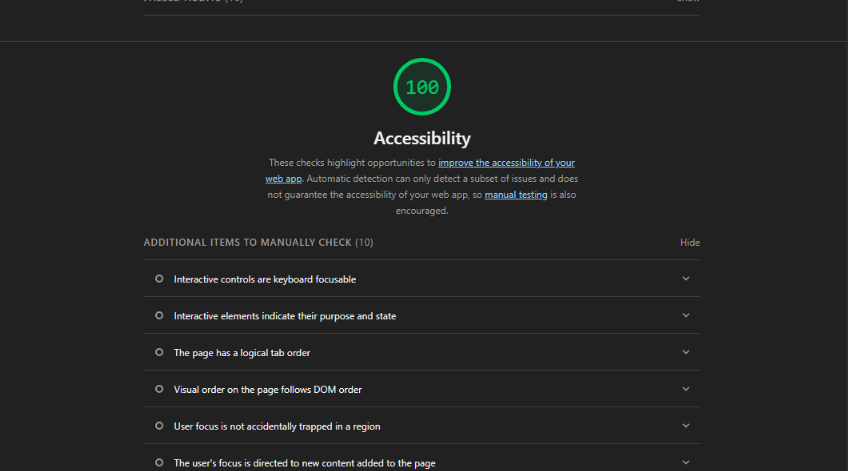 PASSED AUDITS (10)
Show
100
Accessibility
These checks highlight opportunities to improve the accessibility of your
web app. Automatic detection can only detect a subset of issues and does
not guarantee the accessibility of your web app, so manual testing is also
encouraged.
ADDITIONAL ITEMS TO MANUALLY CHECK (10)
Hide
Interactive controls are keyboard focusable
Interactive elements indicate their purpose and state
The page has a logical tab order
Visual order on the page follows DOM order
User focus is not accidentally trapped in a region
The user's focus is directed to new content added to the page